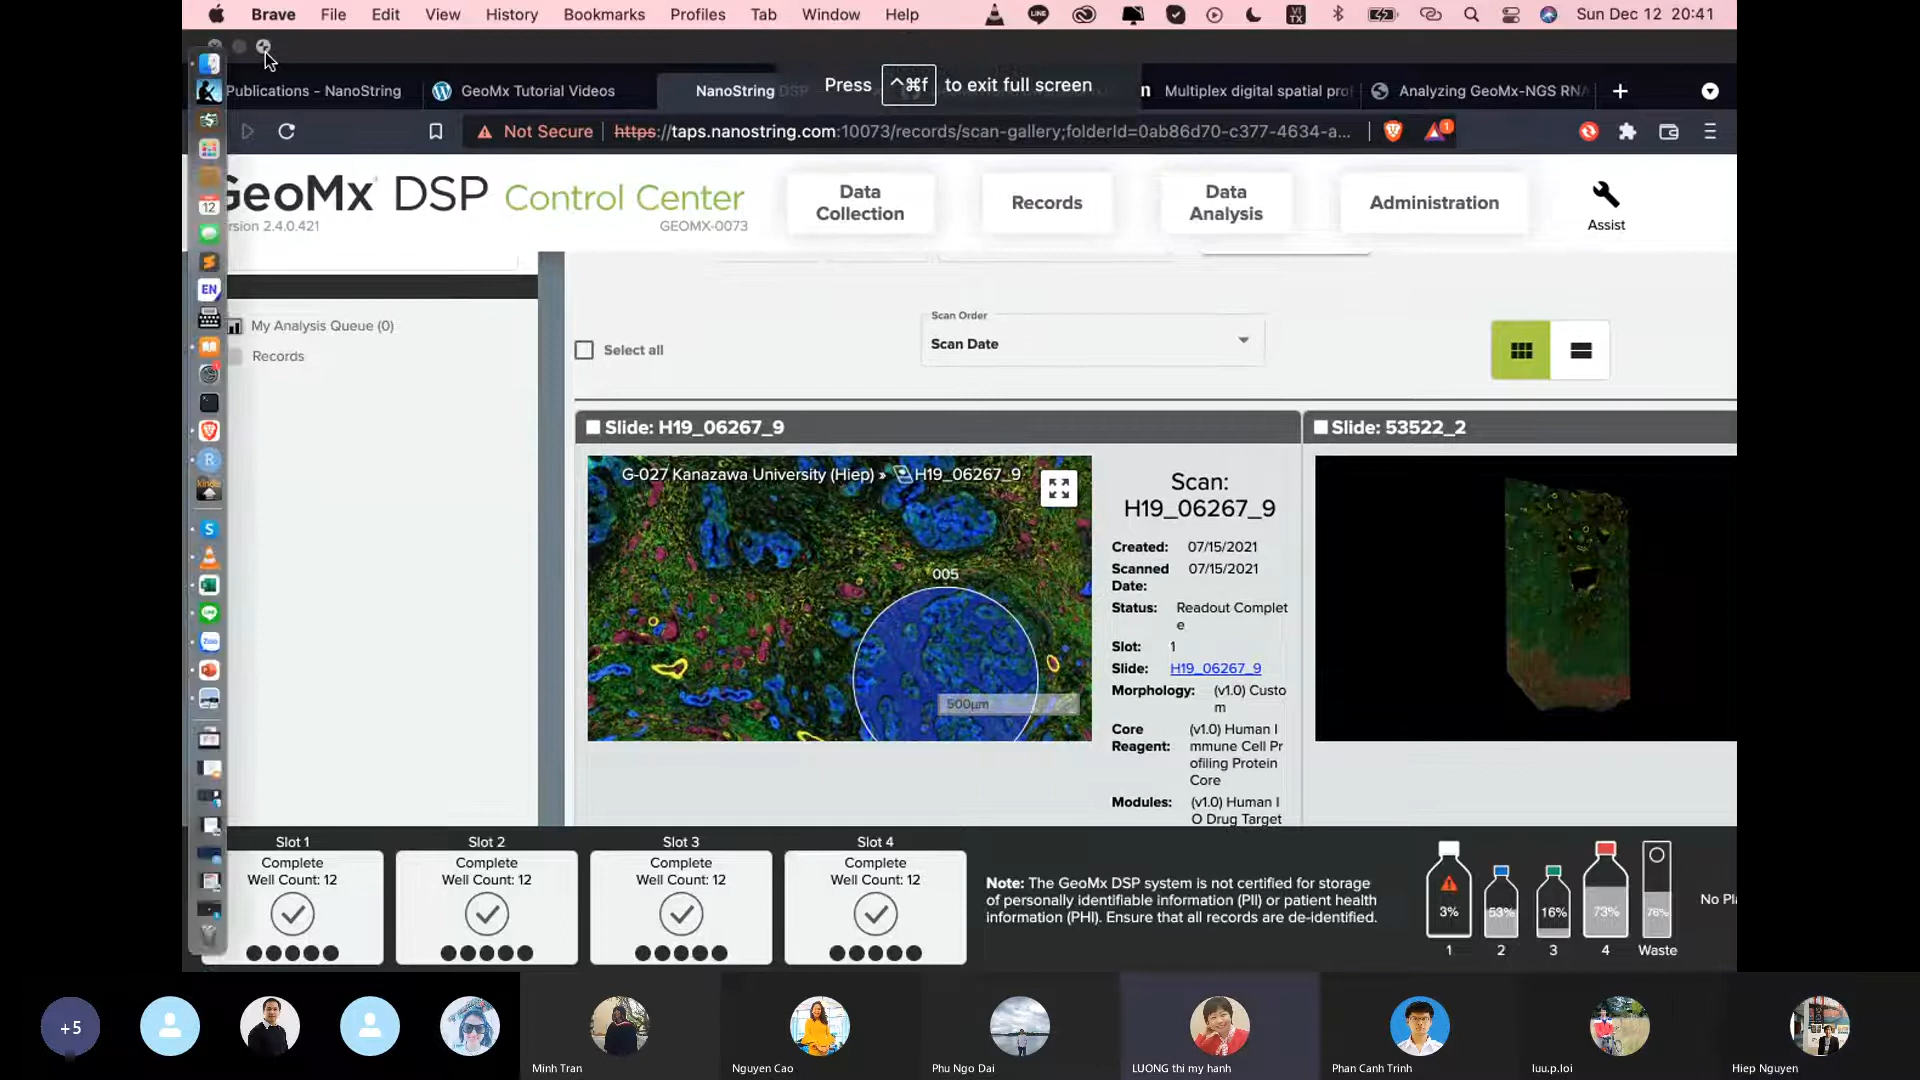 Brave File Edit View History Bookmarks Profiles Tab Window Help
LINE
VI
TX
Sun Dec 12 20:41
Publications - NanoString
GeoMx Tutorial Videos
NanoString DSP
Press ^⌘f to exit full screen
Multiplex digital spatial pro
Analyzing GeoMx-NGS RNA
Not Secure
https://taps.nanostring.com:10073/records/scan-gallery;folderId=0ab86d70-c377-4634-a...
1
GeoMx DSP Control Center
rsion 2.4.0.421
GEOMX-0073
Data
Collection
Records
Data
Analysis
Administration
Assist
12
EN
My Analysis Queue (0)
Records
Select all
Scan Order
Scan Date
Slide: H19_06267_9
Slide: 53522_2
G-027 Kanazawa University (Hiep) » H19_06267_9
005
500µm
Scan:
H19_06267_9
Created: 07/15/2021
Scanned 07/15/2021
Date:
Status: Readout Complet
e
Slot: 1
Slide: H19_06267_9
Morphology: (v1.0) Custo
m
Core (v1.0) Human I
Reagent: mmune Cell Pr
ofiling Protein
Core
Modules: (v1.0) Human I
O Drug Target
Slot 1
Complete
Well Count: 12
Slot 2
Complete
Well Count: 12
Slot 3
Complete
Well Count: 12
Slot 4
Complete
Well Count: 12
Note: The GeoMx DSP system is not certified for storage
of personally identifiable information (PII) or patient health
information (PHI). Ensure that all records are de-identified.
3% 53% 16% 73% 76%
1 2 3 4 Waste
No Pl
+5
Minh Tran
Nguyen Cao
Phu Ngo Dai
LUONG thi my hanh
Phan Canh Trinh
luu.p.loi
Hiep Nguyen